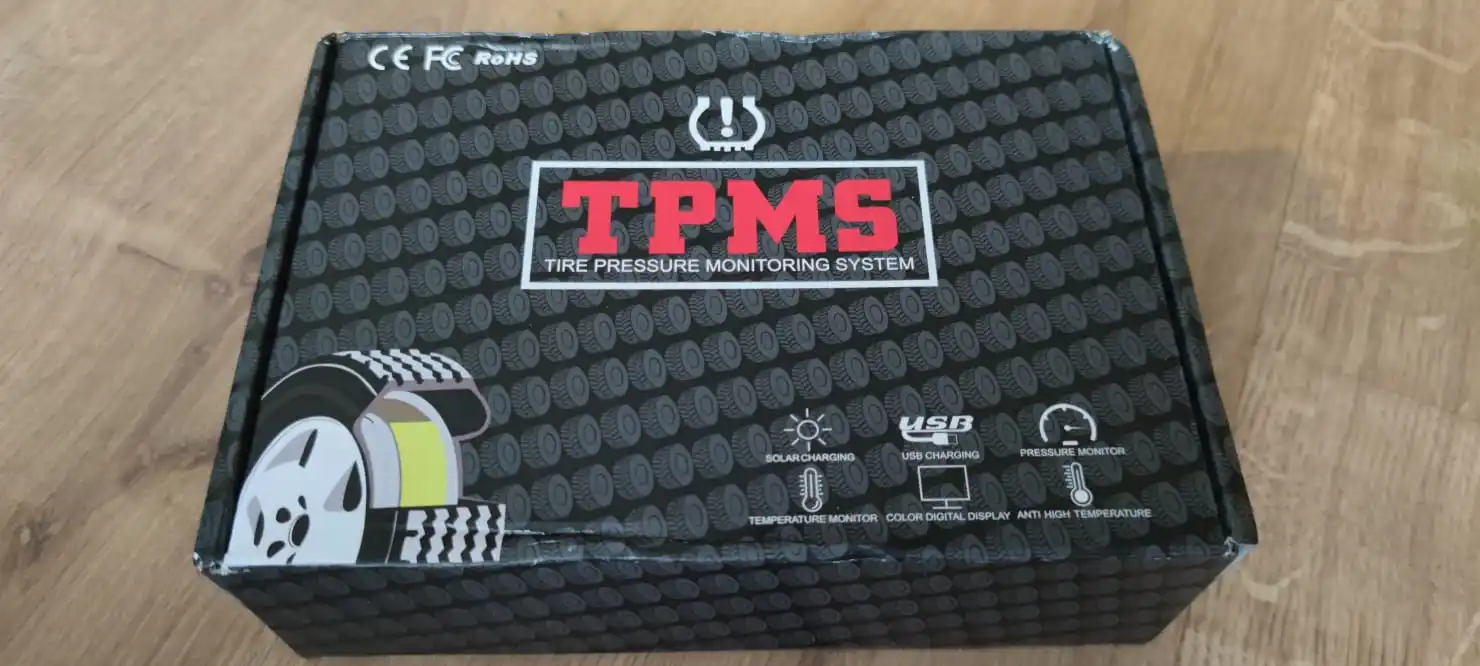 CE FC RoHS
TPMS
TIRE PRESSURE MONITORING SYSTEM
SOLAR CHARGING
USB
USB CHARGING
PRESSURE MONITOR
TEMPERATURE MONITOR
COLOR DIGITAL DISPLAY
ANTI HIGH TEMPERATURE